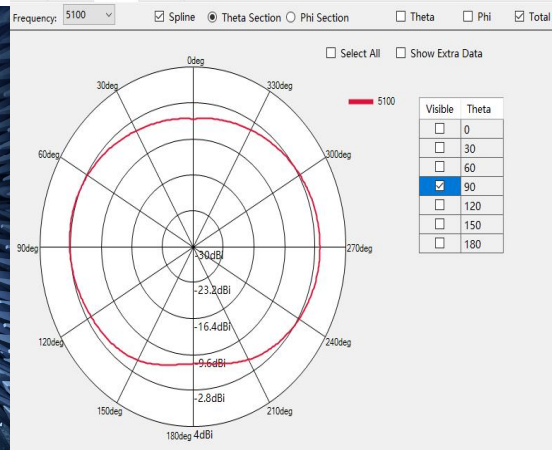 Frequency: 5100 Spline Theta Section Phi Section Theta Phi Total
Select All Show Extra Data
0deg
30deg 330deg
5100
Visible Theta
0
30
60
90
120
150
180
60deg 300deg
90deg 270deg
-30dBi
-23.2dBi
-16.4dBi
120deg 240deg
-9.6dBi
-2.8dBi
150deg 210deg
180deg 4dBi